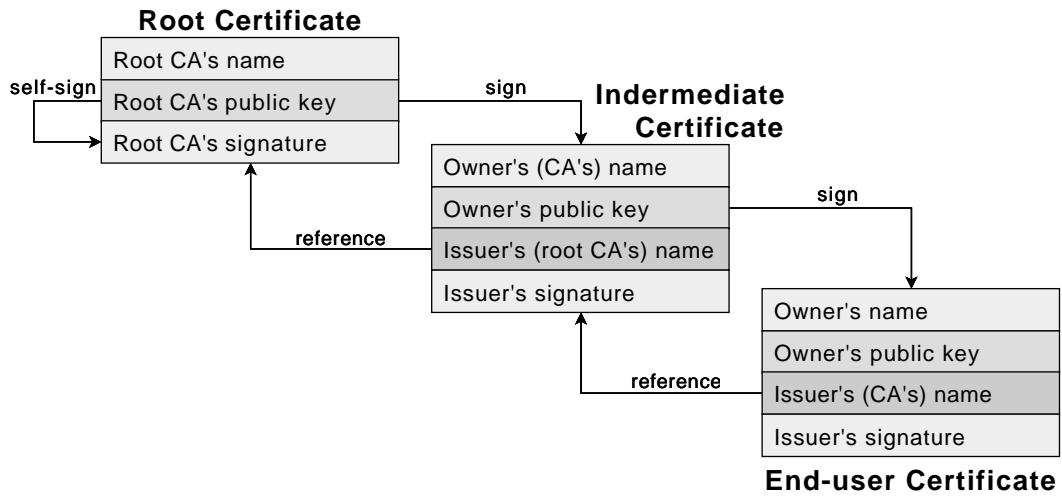 Root Certificate
Root CA's name
self-sign
Root CA's public key
sign
Root CA's signature
Indermediate
Certificate
Owner's (CA's) name
Owner's public key
sign
reference
Issuer's (root CA's) name
Issuer's signature
Owner's name
Owner's public key
reference
Issuer's (CA's) name
Issuer's signature
End-user Certificate